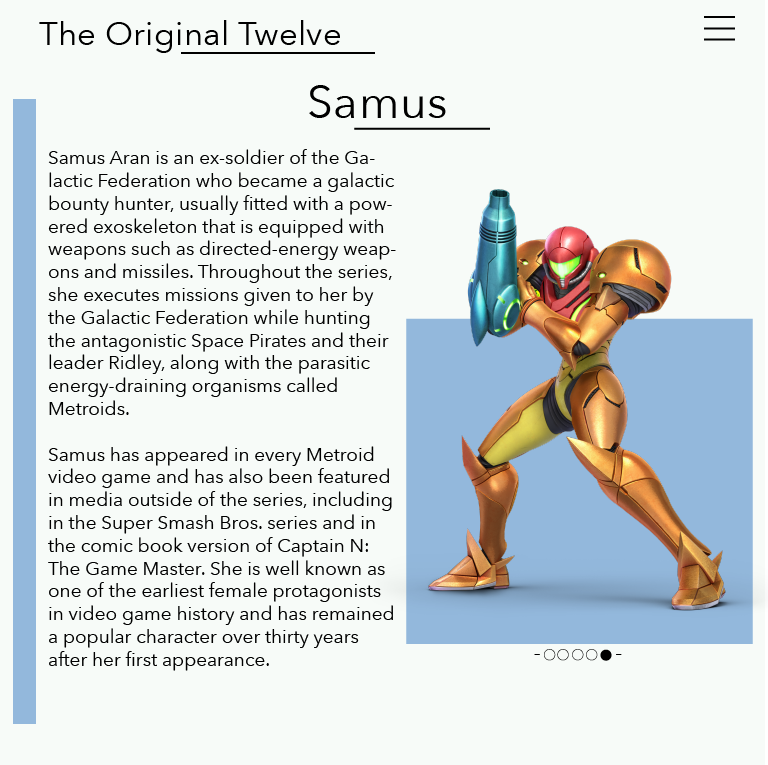 The Original Twelve
Samus
Samus Aran is an ex-soldier of the Ga-
lactic Federation who became a galactic
bounty hunter, usually fitted with a pow-
ered exoskeleton that is equipped with
weapons such as directed-energy weap-
ons and missiles. Throughout the series,
she executes missions given to her by
the Galactic Federation while hunting
the antagonistic Space Pirates and their
leader Ridley, along with the parasitic
energy-draining organisms called
Metroids.
Samus has appeared in every Metroid
video game and has also been featured
in media outside of the series, including
in the Super Smash Bros. series and in
the comic book version of Captain N:
The Game Master. She is well known as
one of the earliest female protagonists
in video game history and has remained
a popular character over thirty years
after her first appearance.